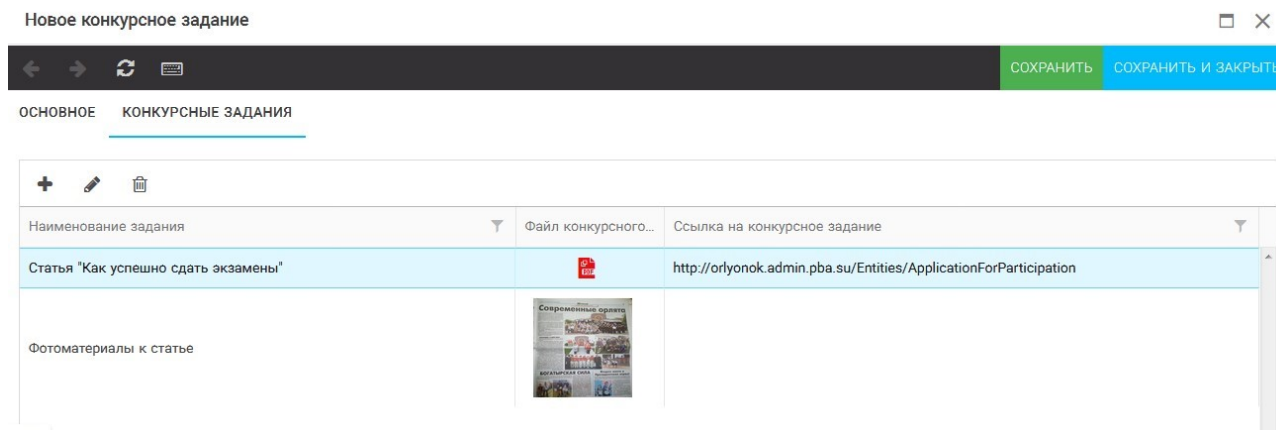 Новое конкурсное задание
СОХРАНИТЬ СОХРАНИТЬ И ЗАКРЫТЬ
ОСНОВНОЕ КОНКУРСНЫЕ ЗАДАНИЯ
Наименование задания Файл конкурсного... Ссылка на конкурсное задание
Статья "Как успешно сдать экзамены" http://orlyonok.admin.pba.su/Entities/ApplicationForParticipation
Современные орлята
Фотоматериалы к статье
БОГАТЫРСКАЯ СИЛА